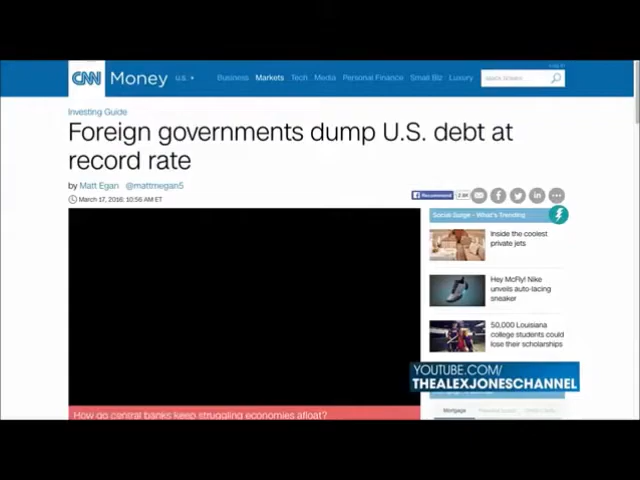 CNN Money U.S. Business Markets Tech Media Personal Finance Small Biz Luxury
Investing Guide
Foreign governments dump U.S. debt at
record rate
by Matt Egan @mattmegan5
March 17, 2016: 10:56 AM ET
Recommend
Social Surge - What's Trending
Inside the coolest
private jets
Hey McFly! Nike
unveils auto-lacing
sneaker
50,000 Louisiana
college students could
lose their scholarships
YOUTUBE.COM/
THEALEXJONESCHANNEL
Mortgage
How do central banks keep struggling economies afloat?